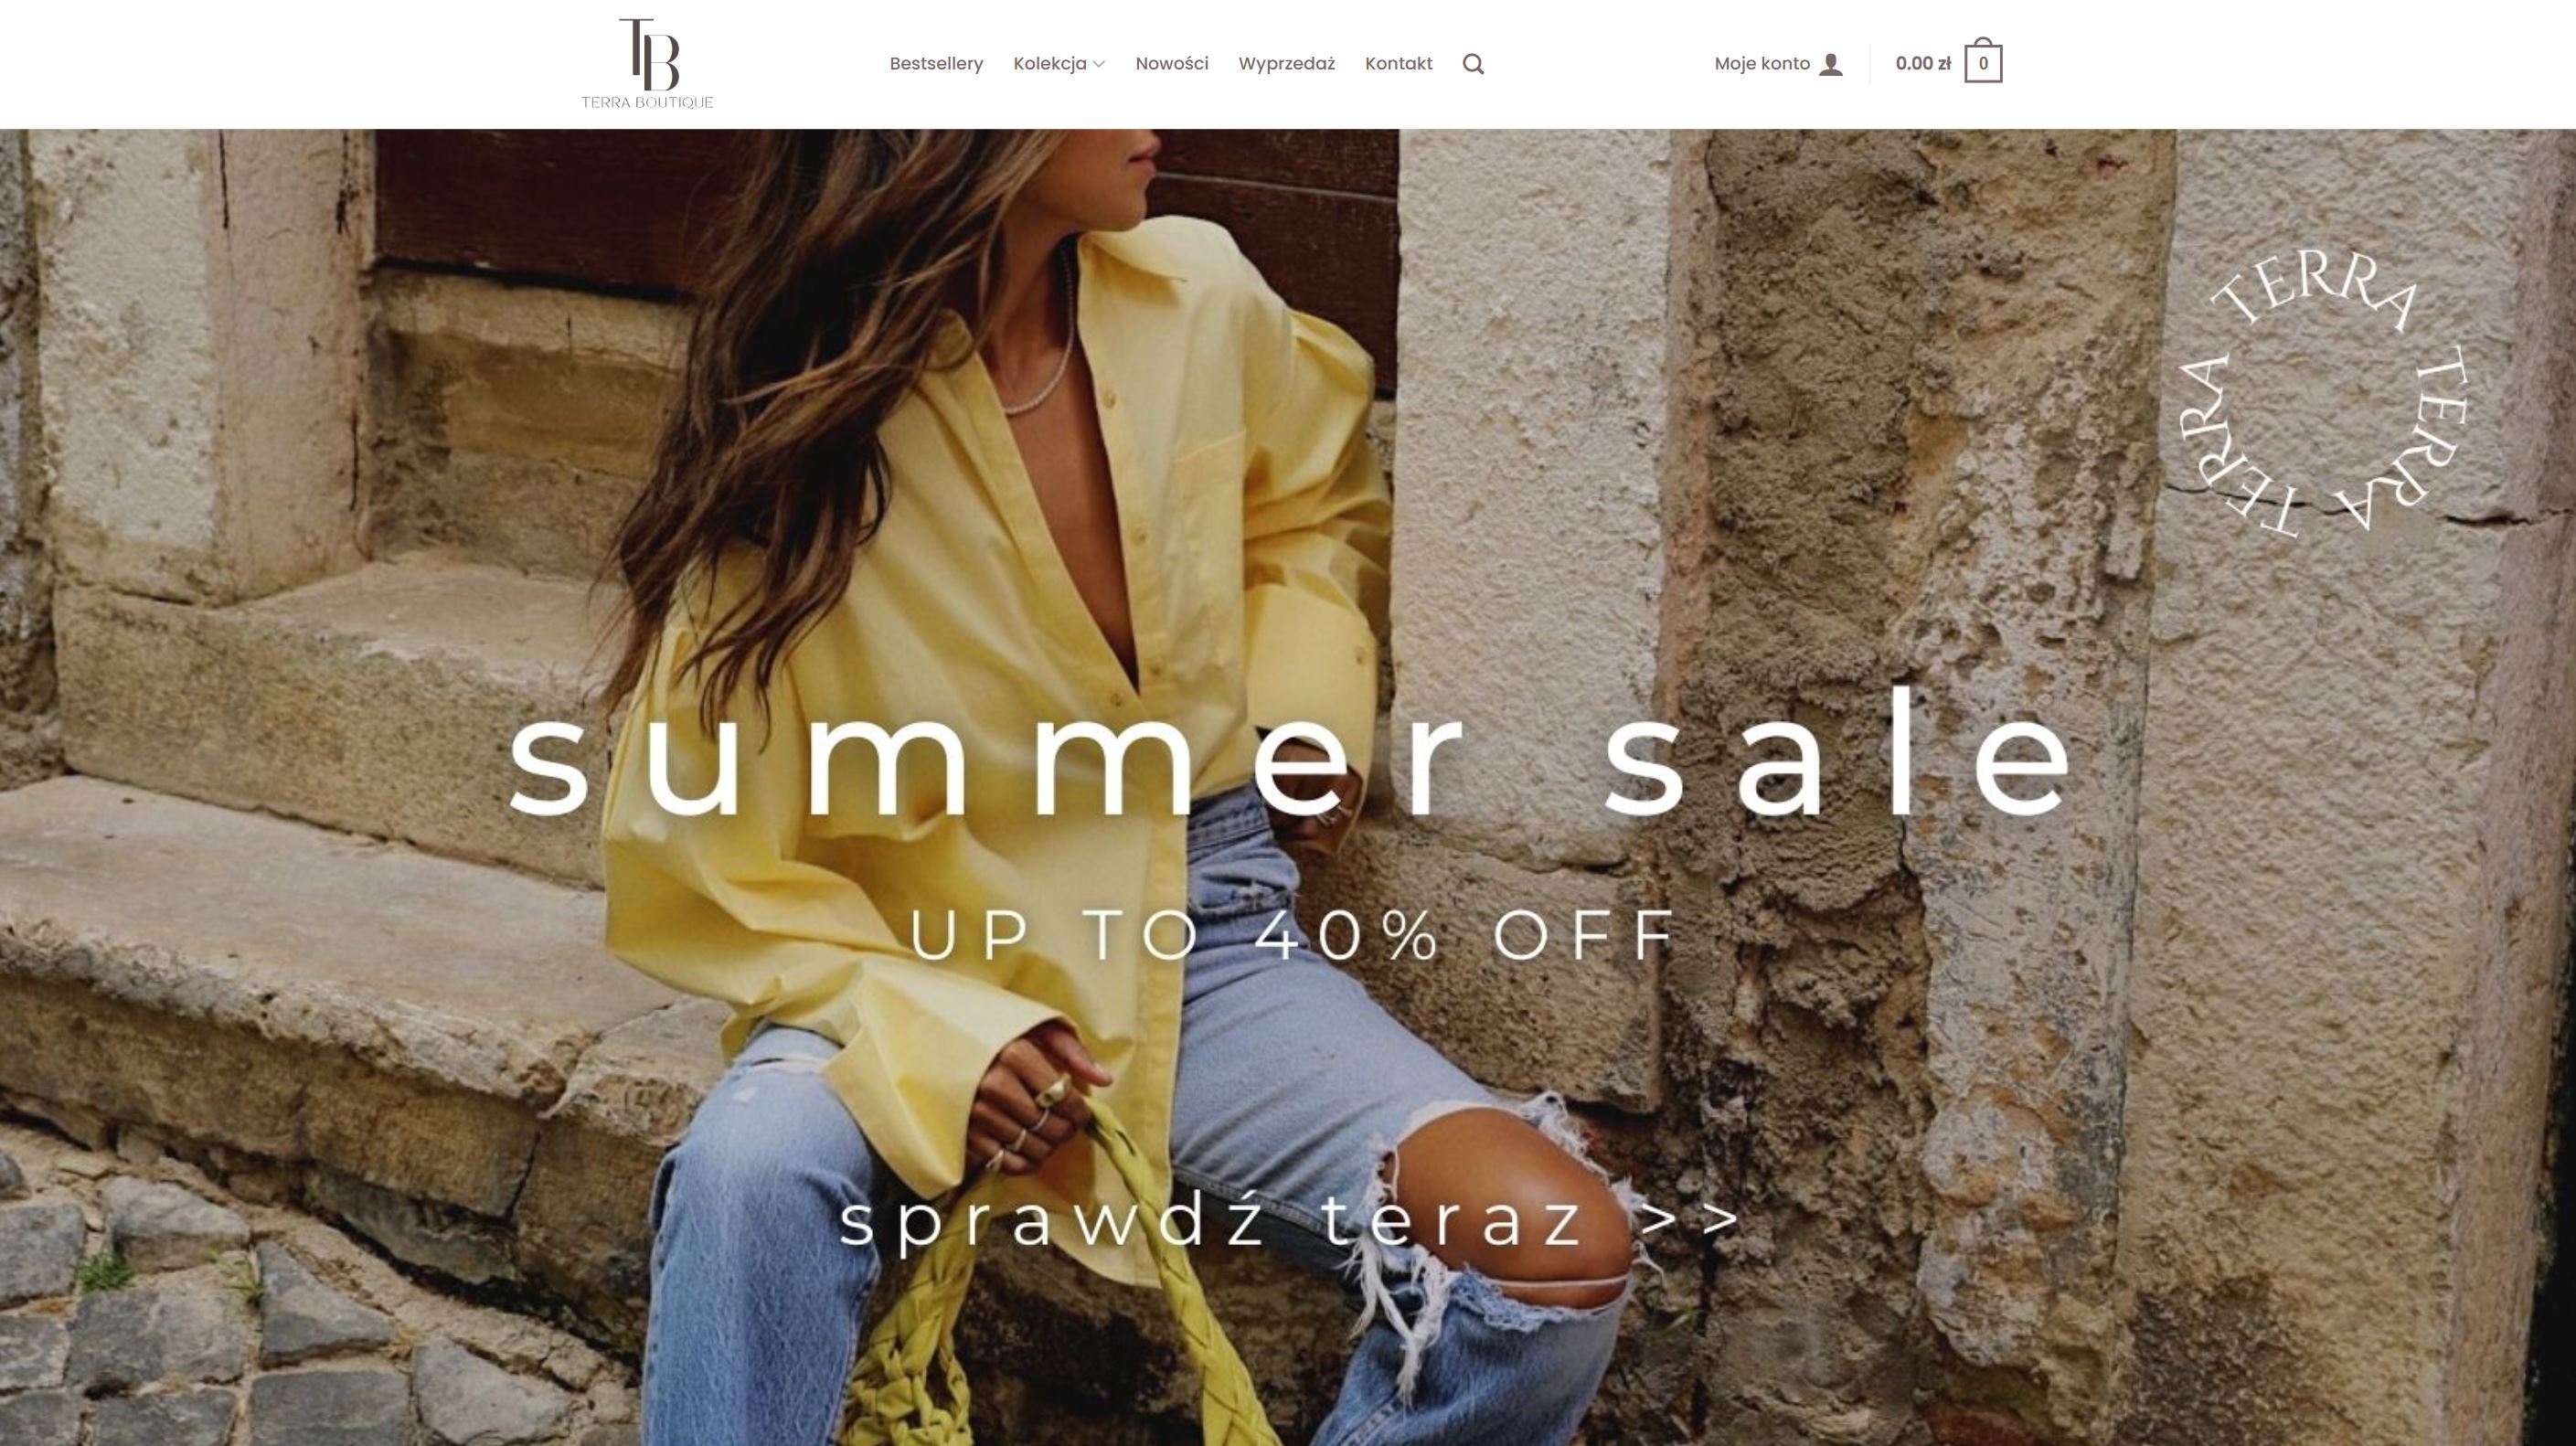 TB
TERRA BOUTIQUE
Bestsellery Kolekcja Nowości Wyprzedaż Kontakt Moje konto 0.00 zł 0
TERRA TERRA TERRA
summer sale
UP TO 40% OFF
sprawdź teraz >>